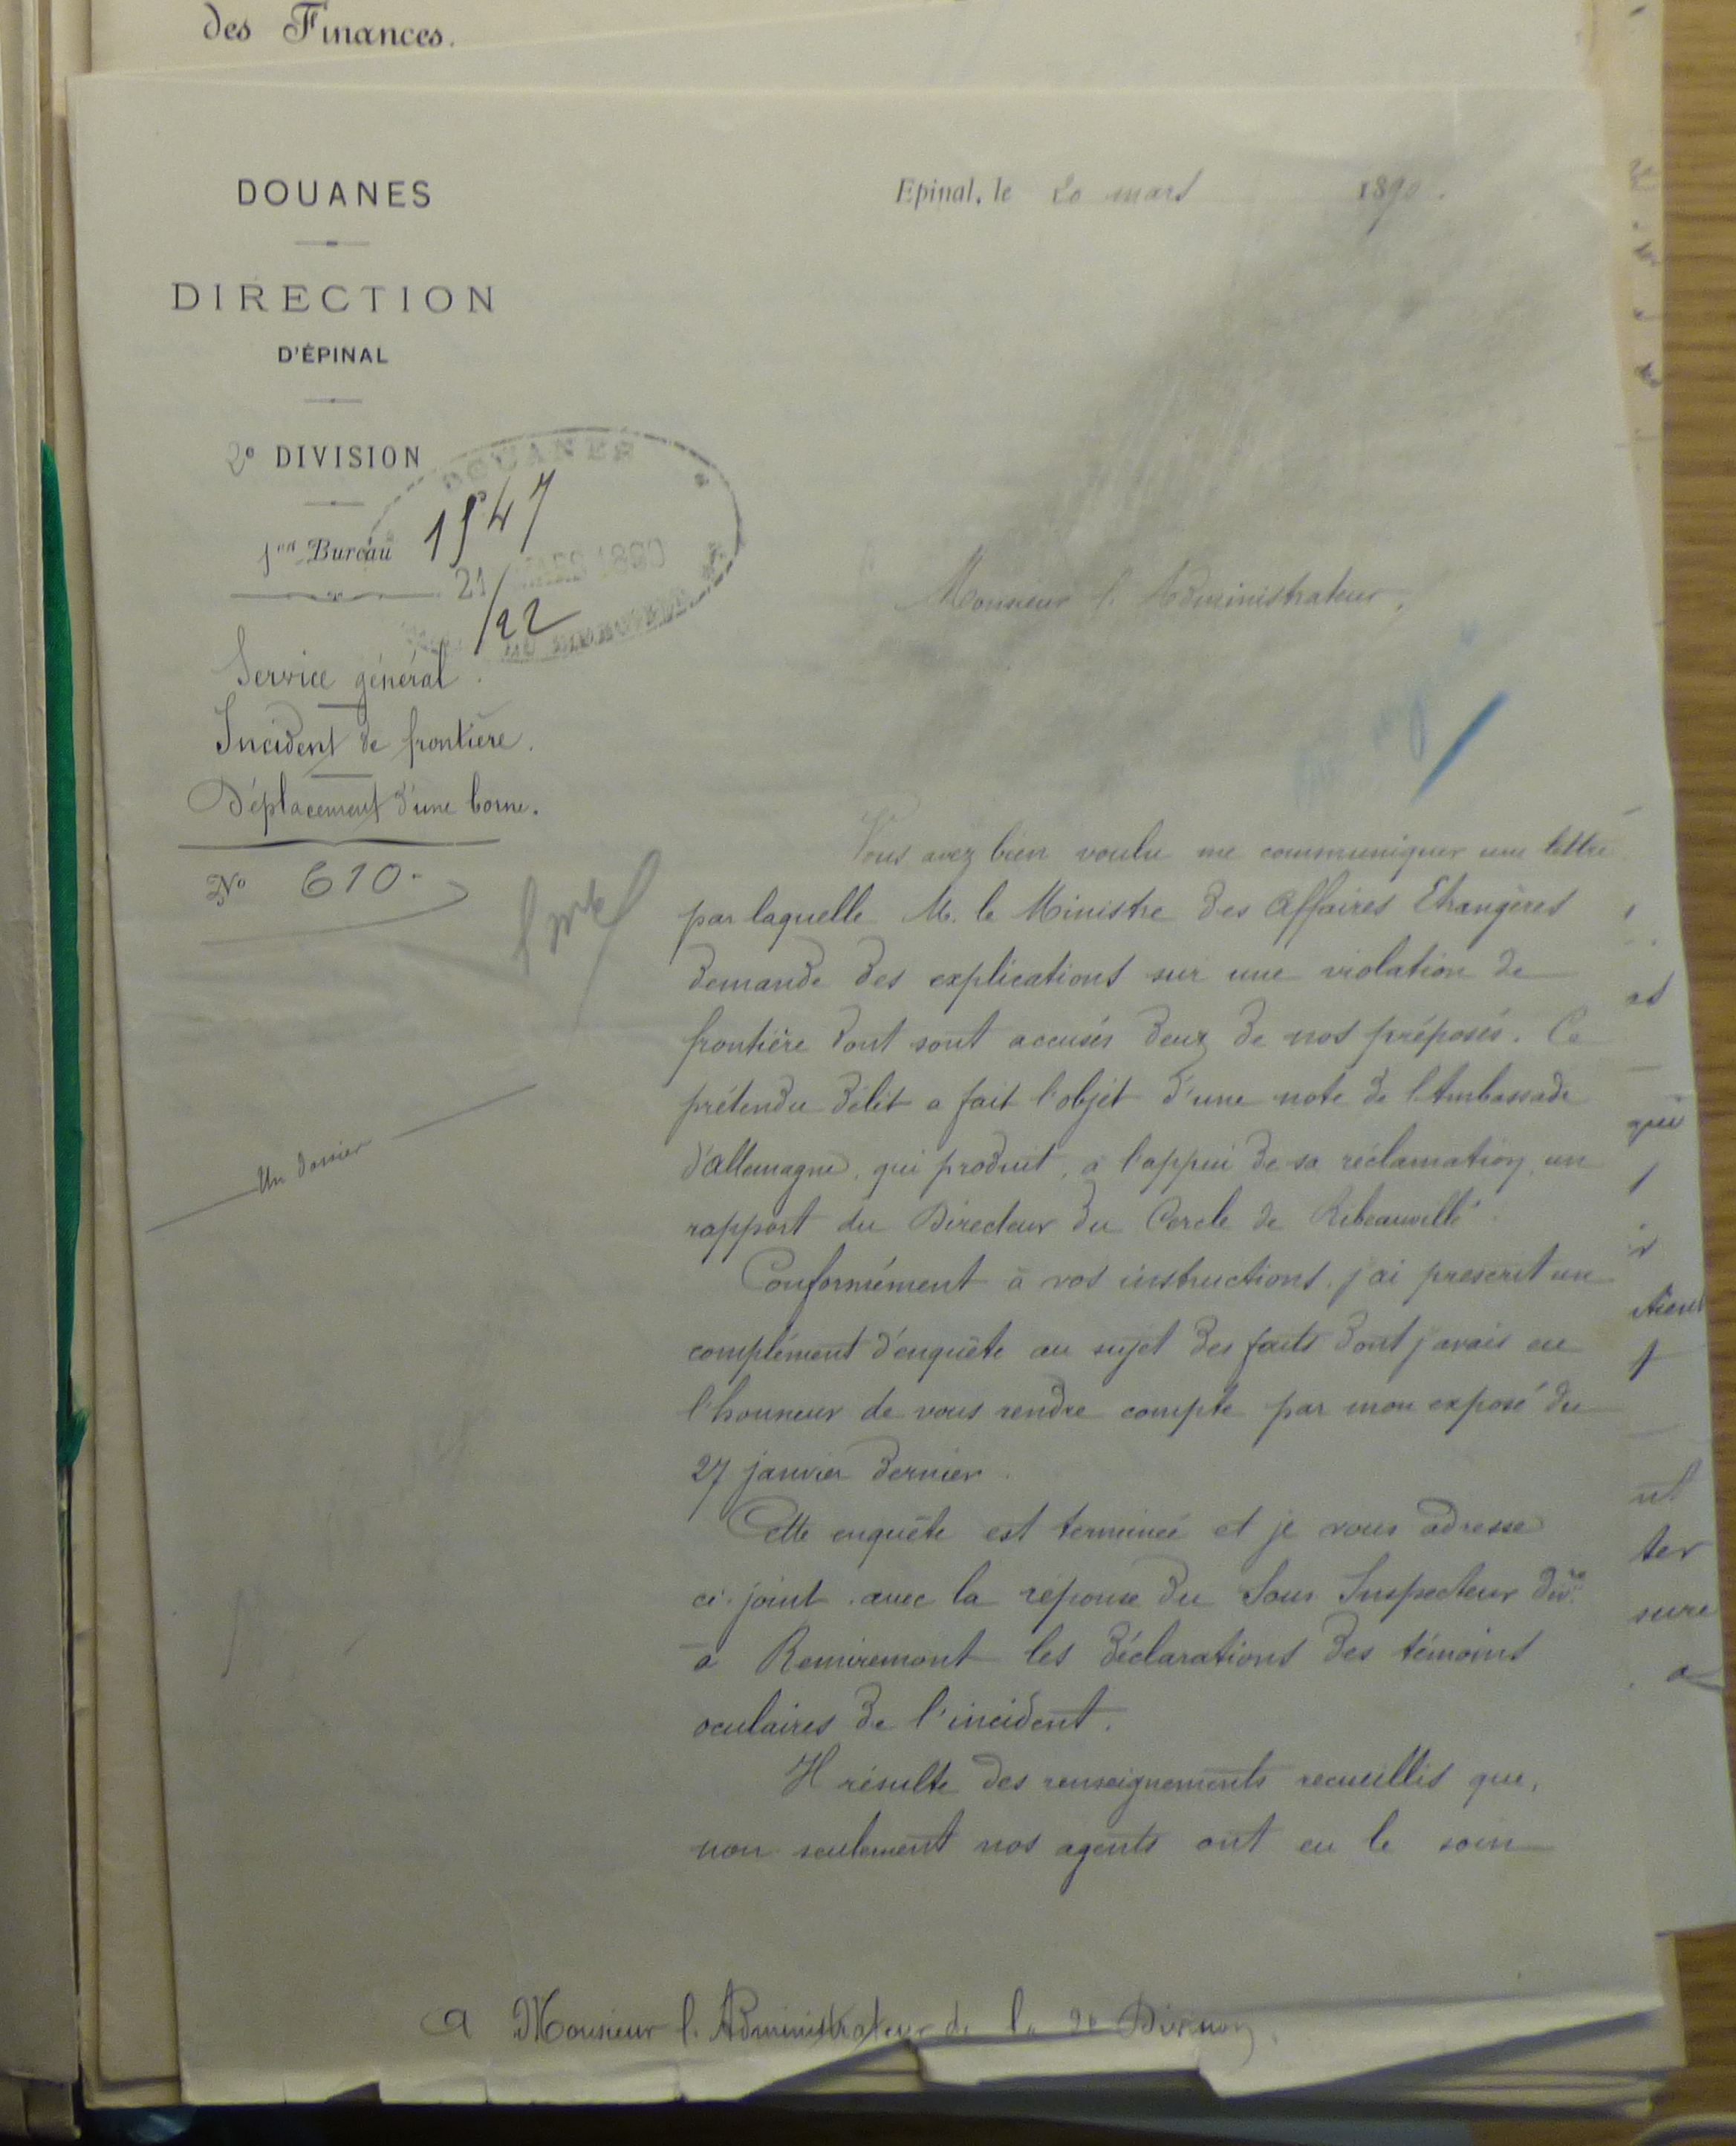 des Finances.
DOUANES
DIRECTION
D'ÉPINAL
2e DIVISION
1er Bureau
DOUANES
1547
21 MARS 1890
22
Service général.
Incident de frontière.
Déplacement d'une borne.
No 610.
Un dossier
Epinal, le 20 mars 1890.
Monsieur l'Administrateur,
Vous avez bien voulu me communiquer une lettre
par laquelle M. le Ministre des Affaires Etrangères
demande des explications sur une violation de
frontière dont sont accusés deux de nos préposés. Ce
prétendu délit a fait l'objet d'une note de l'Ambassade
d'Allemagne, qui produit, à l'appui de sa réclamation, un
rapport du Directeur du Cercle de Ribeauvillé.
Conformément à vos instructions, j'ai prescrit un
complément d'enquête au sujet des faits dont j'avais eu
l'honneur de vous rendre compte par mon exposé du
27 janvier dernier.
Cette enquête est terminée et je vous adresse
ci-joint, avec la réponse du Sous Inspecteur divre
à Remiremont les déclarations des témoins
oculaires de l'incident.
Il résulte des renseignements recueillis que,
non seulement nos agents ont eu le soin
A Monsieur l'Administrateur de la 2e Division.